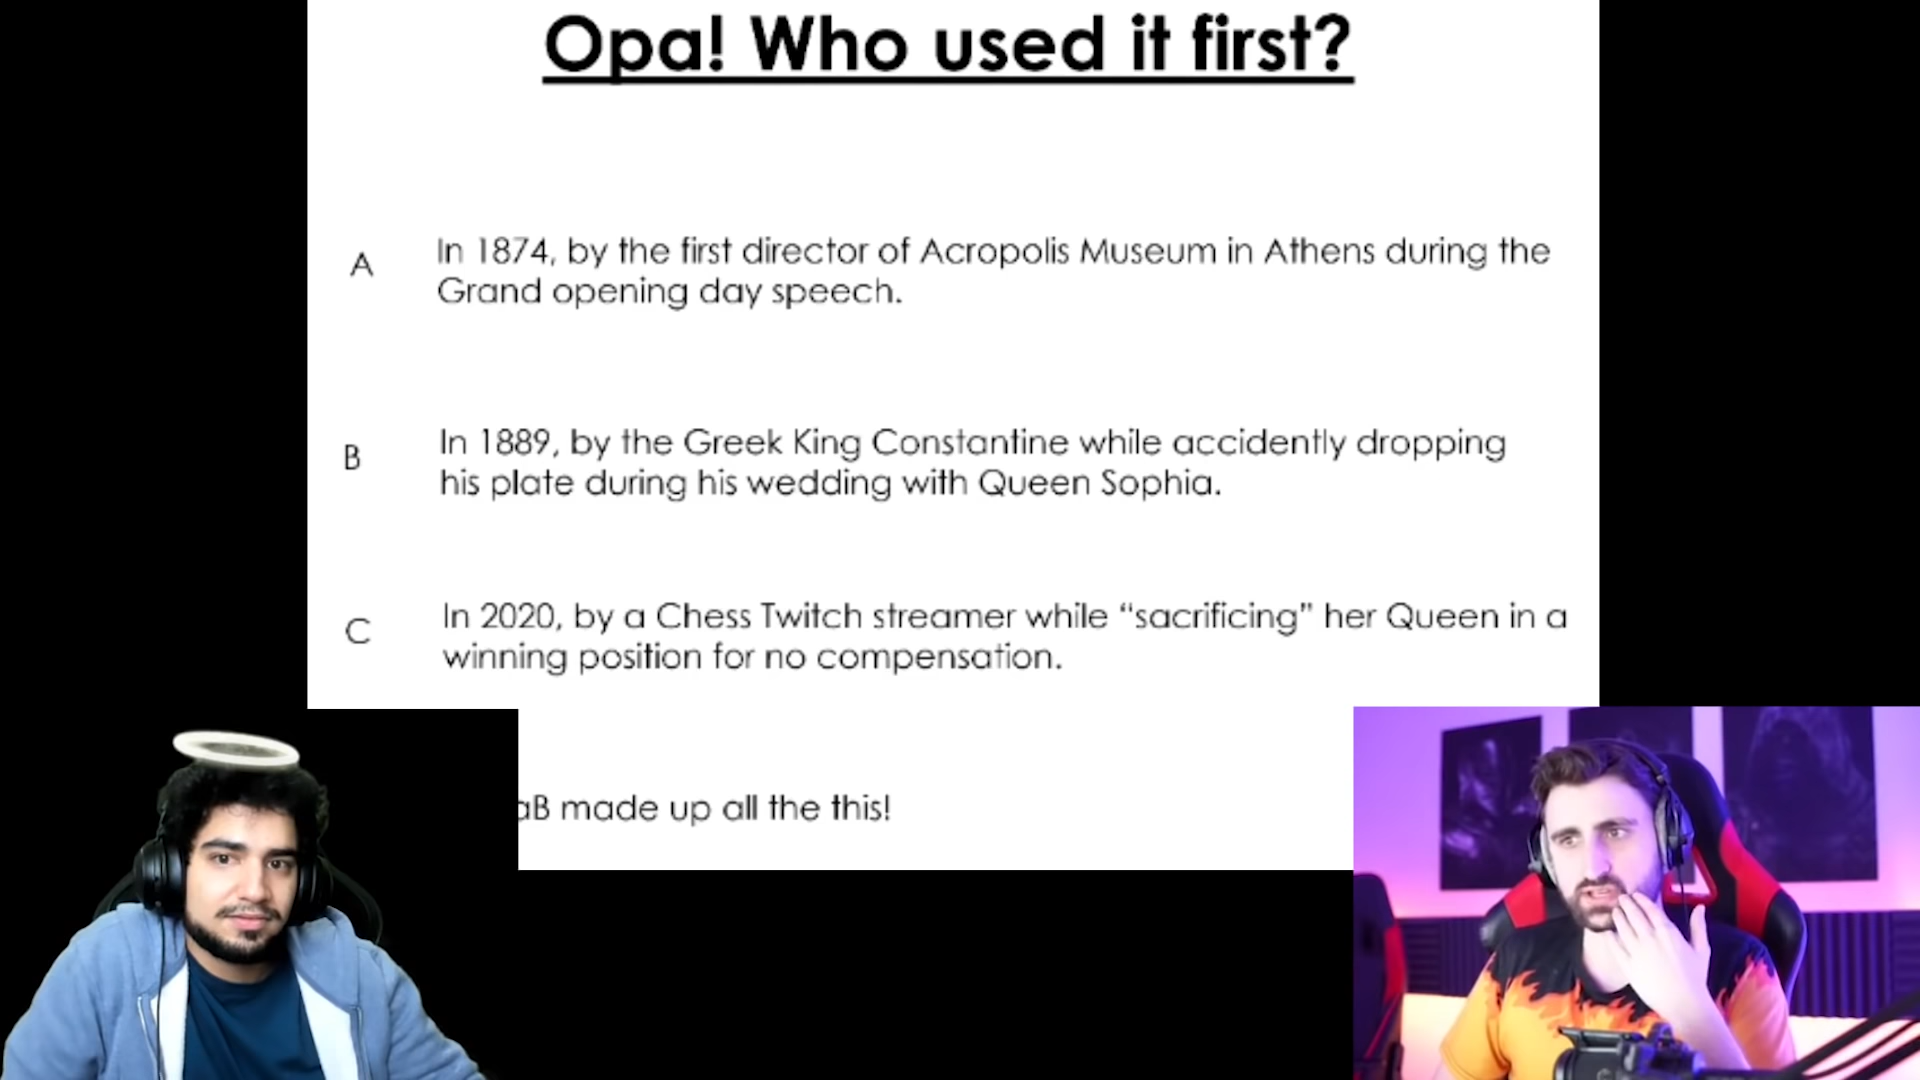 Opa! Who used it first?
A
In 1874, by the first director of Acropolis Museum in Athens during the
Grand opening day speech.
B
In 1889, by the Greek King Constantine while accidently dropping
his plate during his wedding with Queen Sophia.
C
In 2020, by a Chess Twitch streamer while “sacrificing” her Queen in a
winning position for no compensation.
aB made up all the this!